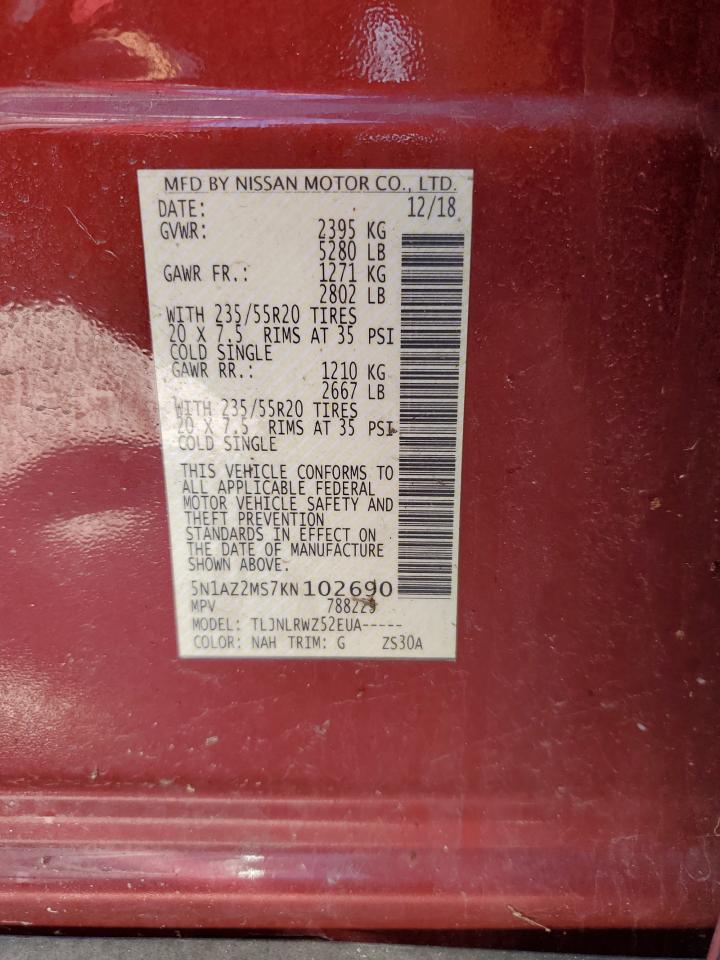 MFD BY NISSAN MOTOR CO., LTD.
DATE: 12/18
GVWR: 2395 KG
5280 LB
GAWR FR.: 1271 KG
2802 LB
WITH 235/55R20 TIRES
20 X 7.5 RIMS AT 35 PSI
COLD SINGLE
GAWR RR.: 1210 KG
2667 LB
WITH 235/55R20 TIRES
20 X 7.5 RIMS AT 35 PSI
COLD SINGLE
THIS VEHICLE CONFORMS TO
ALL APPLICABLE FEDERAL
MOTOR VEHICLE SAFETY AND
THEFT PREVENTION
STANDARDS IN EFFECT ON
THE DATE OF MANUFACTURE
SHOWN ABOVE.
5N1AZ2MS7KN102690
MPV 788229
MODEL: TLJNLRWZ52EUA-----
COLOR: NAH TRIM: G ZS30A